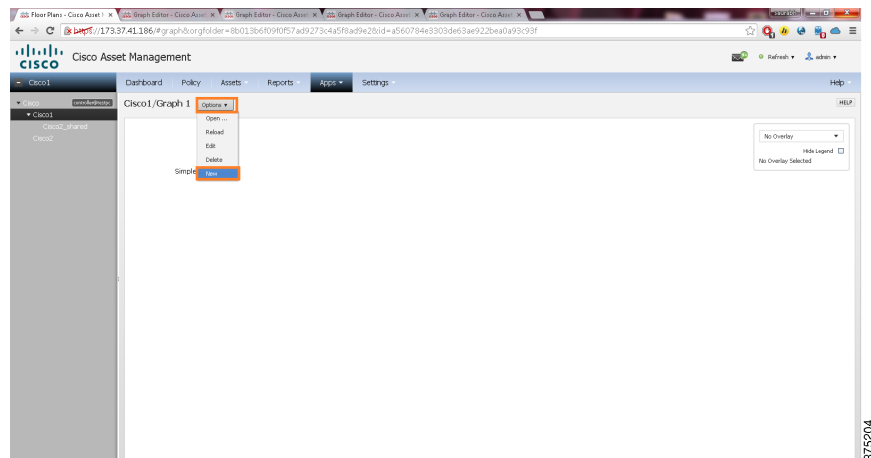 Floor Plans - Cisco Asset
Graph Editor - Cisco Asset
Graph Editor - Cisco Asset
Graph Editor - Cisco Asset
Graph Editor - Cisco Asset
https://173.37.41.186/#graph&orgfolder=8b013b6f09f0f57ad9273c4a5f8ad9e2&id=a560784e3303de63ae922bea0a93c93f
CISCO
Cisco Asset Management
Refresh
admin
Cisco1
Dashboard
Policy
Assets
Reports
Apps
Settings
Help
Cisco
Cisco1
Cisco2_shared
Cisco2
Cisco1/Graph 1
Options
HELP
Open ...
Reload
Edit
Delete
New
Simple
No Overlay
Hide Legend
No Overlay Selected
375204